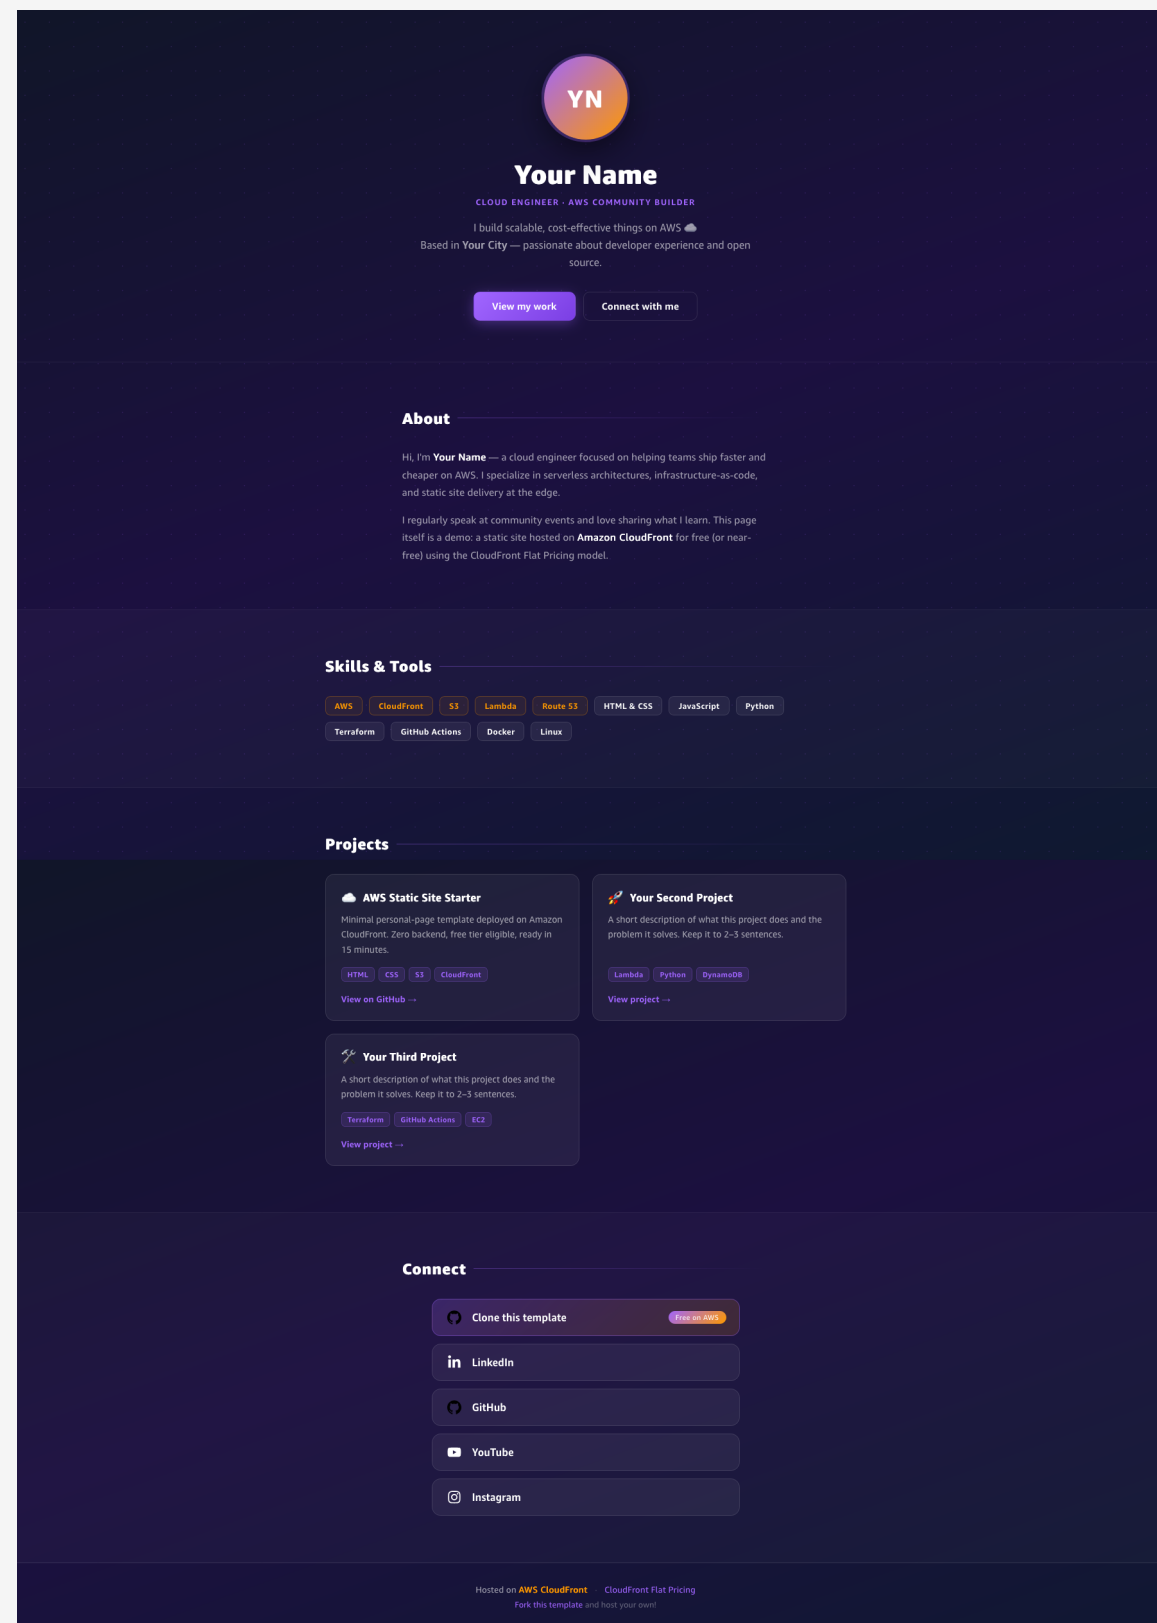 YN
Your Name
CLOUD ENGINEER · AWS COMMUNITY BUILDER
I build scalable, cost-effective things on AWS ☁️
Based in Your City — passionate about developer experience and open
source.
View my work
Connect with me
About
Hi, I'm Your Name — a cloud engineer focused on helping teams ship faster and
cheaper on AWS. I specialize in serverless architectures, infrastructure-as-code,
and static site delivery at the edge.
I regularly speak at community events and love sharing what I learn. This page
itself is a demo: a static site hosted on Amazon CloudFront for free (or near-
free) using the CloudFront Flat Pricing model.
Skills & Tools
AWS CloudFront S3 Lambda Route 53 HTML & CSS JavaScript Python
Terraform GitHub Actions Docker Linux
Projects
☁️ AWS Static Site Starter
Minimal personal-page template deployed on Amazon
CloudFront. Zero backend, free tier eligible, ready in
15 minutes.
HTML CSS S3 CloudFront
View on GitHub →
🚀 Your Second Project
A short description of what this project does and the
problem it solves. Keep it to 2–3 sentences.
Lambda Python DynamoDB
View project →
🛠️ Your Third Project
A short description of what this project does and the
problem it solves. Keep it to 2–3 sentences.
Terraform GitHub Actions EC2
View project →
Connect
Clone this template Free on AWS
LinkedIn
GitHub
YouTube
Instagram
Hosted on AWS CloudFront · CloudFront Flat Pricing
Fork this template and host your own!